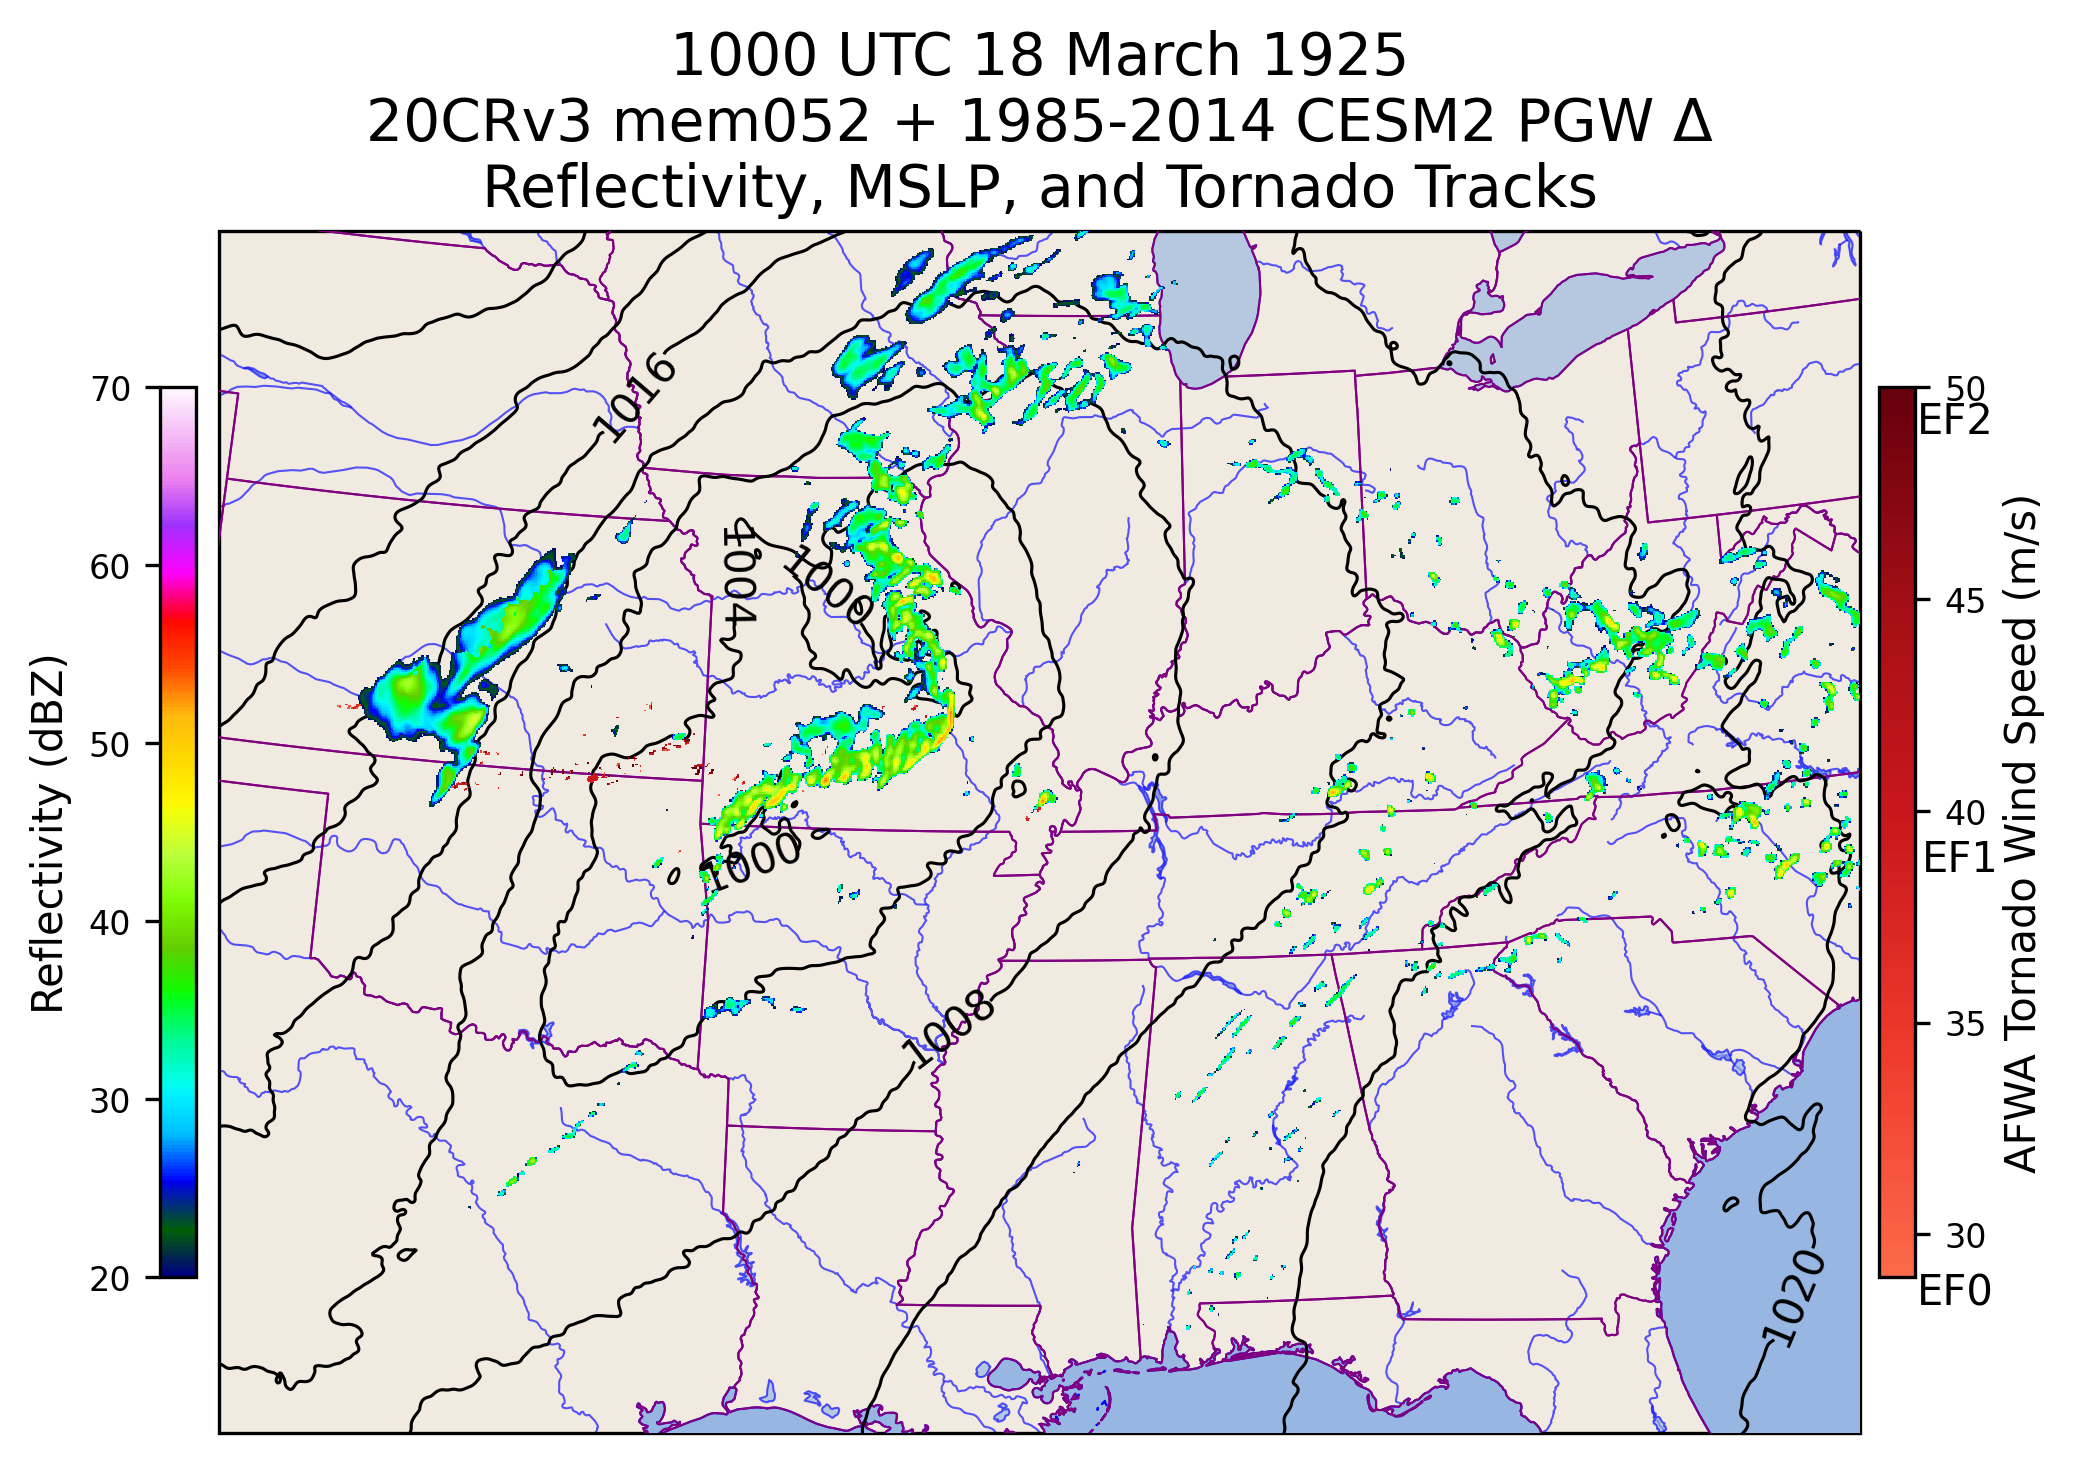 1000 UTC 18 March 1925
20CRv3 mem052 + 1985-2014 CESM2 PGW Δ
Reflectivity, MSLP, and Tornado Tracks
Reflectivity (dBZ)
70
60
50
40
30
20
1016
1004
1000
1000
1008
1020
50
EF2
45
40
EF1
35
30
EF0
AFWA Tornado Wind Speed (m/s)